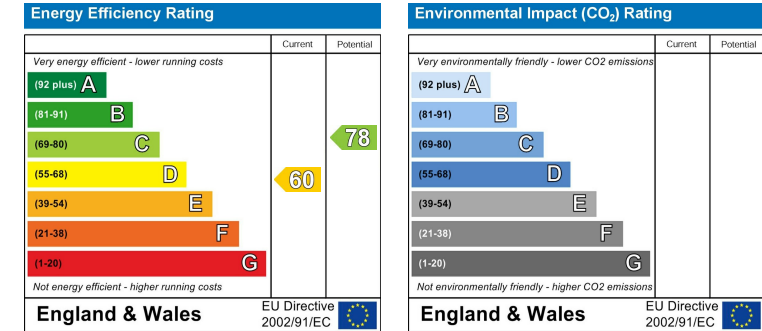 Energy Efficiency Rating
Current Potential
Very energy efficient - lower running costs
(92 plus) A
(81-91) B
(69-80) C
78
(55-68) D
60
(39-54) E
(21-38) F
(1-20) G
Not energy efficient - higher running costs
England & Wales
EU Directive
2002/91/EC
Environmental Impact (CO₂) Rating
Current Potential
Very environmentally friendly - lower CO2 emissions
(92 plus) A
(81-91) B
(69-80) C
(55-68) D
(39-54) E
(21-38) F
(1-20) G
Not environmentally friendly - higher CO2 emissions
England & Wales
EU Directive
2002/91/EC